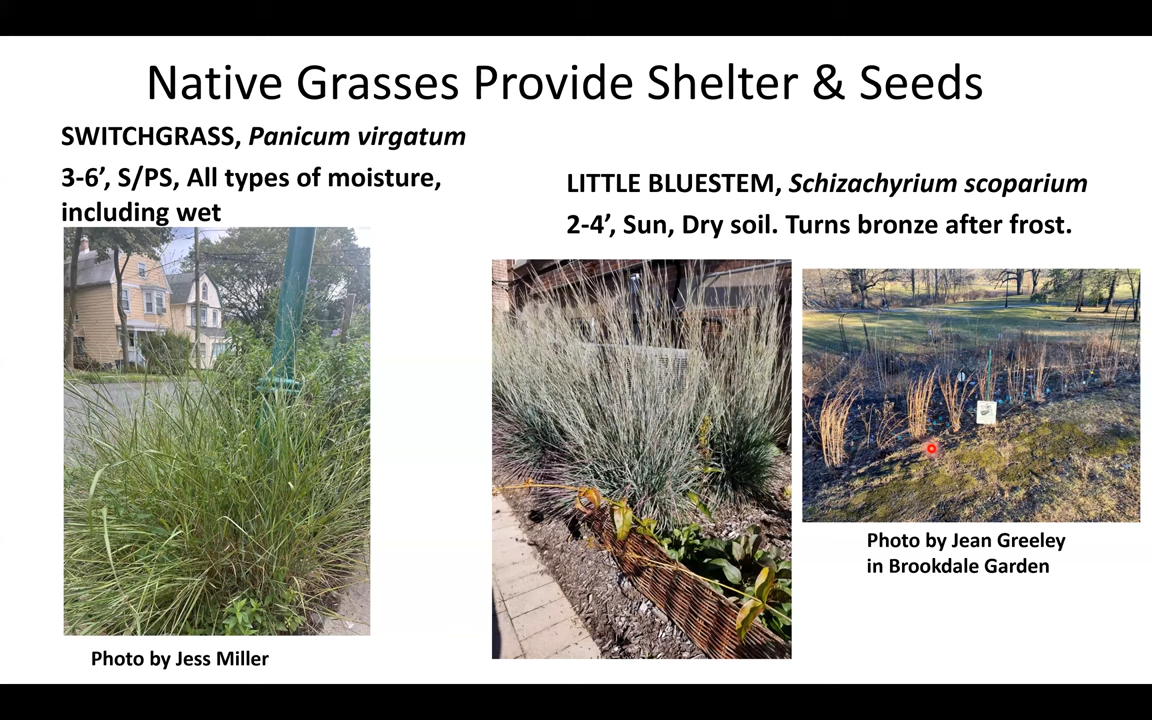 Native Grasses Provide Shelter & Seeds
SWITCHGRASS, Panicum virgatum
3-6’, S/PS, All types of moisture,
including wet
LITTLE BLUESTEM, Schizachyrium scoparium
2-4’, Sun, Dry soil. Turns bronze after frost.
Photo by Jean Greeley
in Brookdale Garden
Photo by Jess Miller